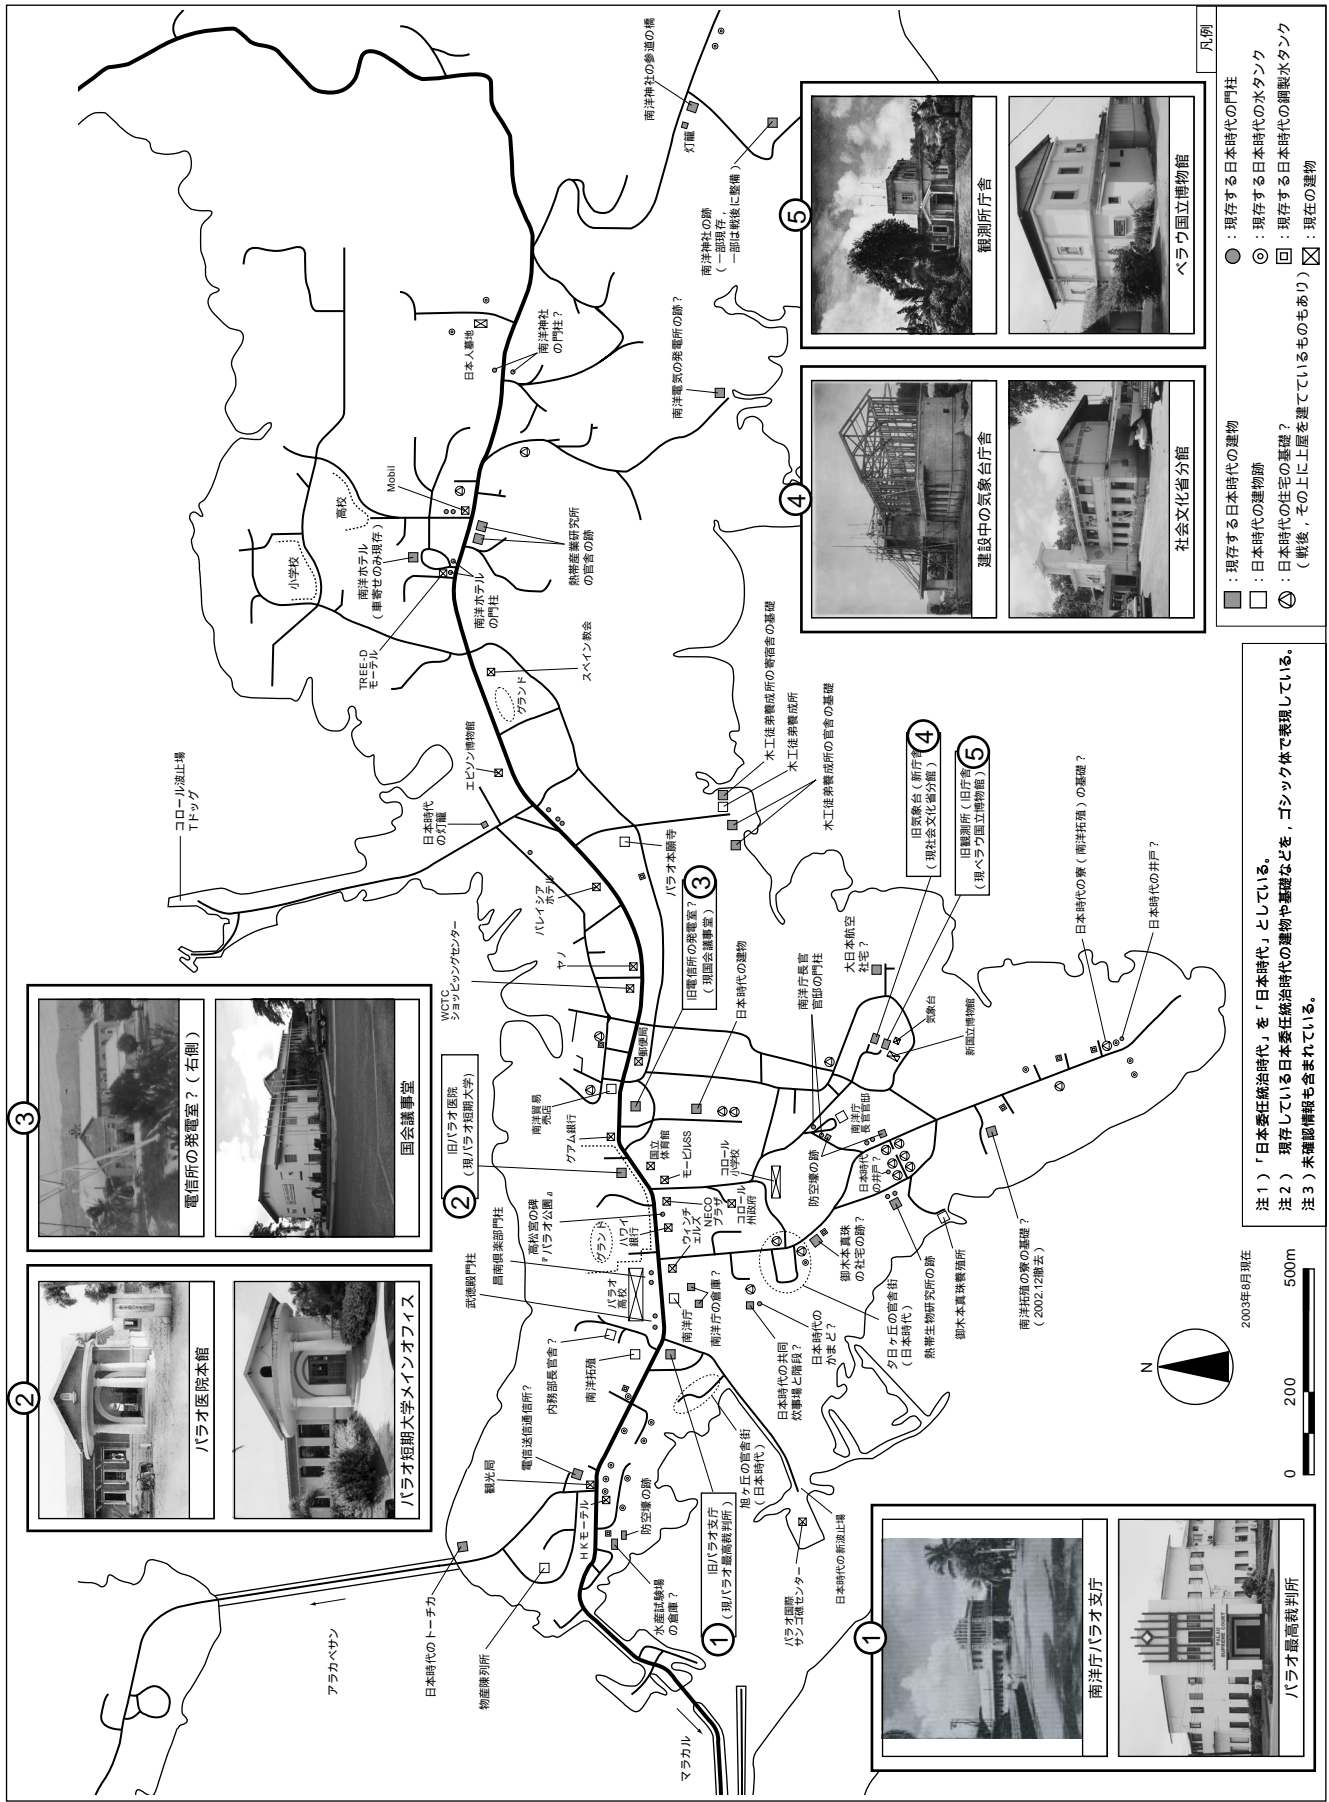 凡例
：現存する日本時代の建物
：日本時代の建物跡
：日本時代の住宅の基礎？
（戦後，その上に上屋を建てているものもあり）
：現存する日本時代の門柱
：現存する日本時代の水タンク
：現存する日本時代の鋼製水タンク
：現在の建物
注1）「日本委任統治時代」を「日本時代」としている。
注2） 現存している日本委任統治時代の建物や基礎などを，ゴシック体で表現している。
注3）未確認情報も含まれている。
2003年8月現在
N
0
200
500m
1
南洋庁パラオ支庁
PALAU
SUPREME COURT
パラオ最高裁判所
2
パラオ医院本館
パラオ短期大学メインオフィス
3
電信所の発電室？（右側）
国会議事堂
4
建設中の気象台庁舎
社会文化省分館
5
観測所庁舎
ベラウ国立博物館
アラカベサン
マラカル
日本時代のトーチカ
物産陳列所
観光局
電信送信通信所？
内務部長官舎？
南洋拓殖
HKモーテル
防空壕の跡
水産試験場
の倉庫？
1
旧パラオ支庁
（現パラオ最高裁判所）
旭ヶ丘の官舎街
（日本時代）
パラオ国際
サンゴ礁センター
日本時代の新波止場
武徳殿門柱
昌南倶楽部門柱
高松宮の碑
〃パラオ公園〃
グランド
ハワイ
銀行
パラオ
高校
2
旧パラオ医院
（現パラオ短期大学）
グアム銀行
南洋貿易
売店
南洋庁
南洋庁の倉庫？
ウィンチ
ェルズ
NECO
プラザ
コロール
州政府
国立
体育館
モービルSS
コロール
小学校
郵便局
WCTC
ショッピングセンター
ヤノ
パレイシア
ホテル
3
旧電信所の発電室？
（現国会議事堂）
日本時代の建物
パラオ本願寺
日本時代の共同
炊事場と階段？
日本時代の
かまど？
夕日ヶ丘の官舎街
（日本時代）
熱帯生物研究所の跡
御木本真珠
の社宅の跡？
御木本真珠養殖所
防空壕の跡
日本時代
の井戸？
南洋庁
長官官邸
南洋庁長官
官邸の門柱
大日本航空
社宅？
気象台
新国立博物館
旧気象台（新庁舎）
（現社会文化省分館）
4
旧観測所（旧庁舎）
（現ベラウ国立博物館）
5
南洋拓殖の寮の基礎？
（2002.12撤去）
日本時代の寮（南洋拓殖）の基礎？
日本時代の井戸？
コロール波止場
Tドッグ
日本時代
の灯籠
エピソン博物館
グランド
スペイン教会
木工徒弟養成所の寄宿舎の基礎
木工徒弟養成所
木工徒弟養成所の官舎の基礎
TREE-D
モーテル
南洋ホテル
（車寄せのみ現存）
南洋ホテル
の門柱
小学校
高校
Mobil
熱帯産業研究所
の官舎の跡
日本人墓地
南洋神社
の門柱？
南洋電気の発電所の跡？
南洋神社の跡
（一部現存，
一部は戦後に整備）
灯籠
南洋神社の参道の橋